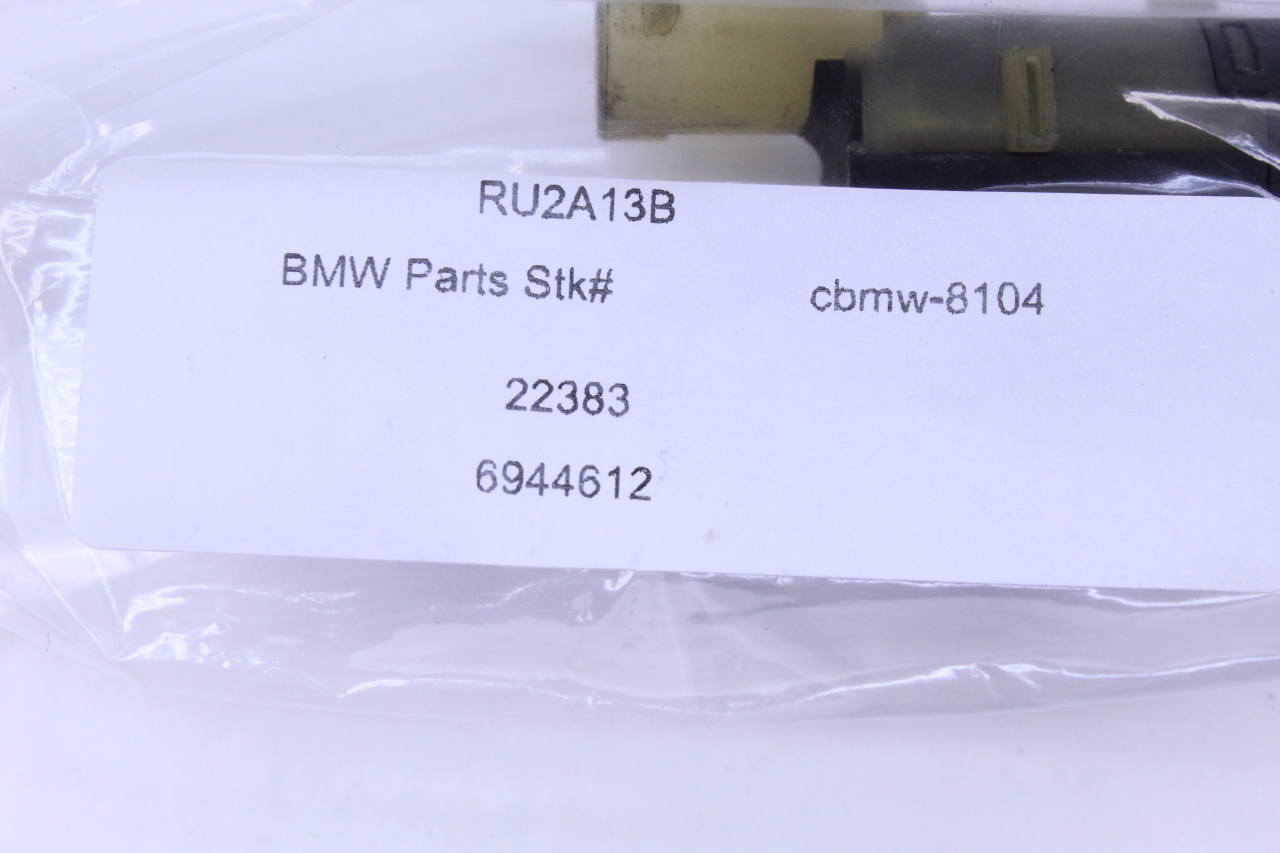 RU2A13B
BMW Parts Stk# cbmw-8104
22383
6944612